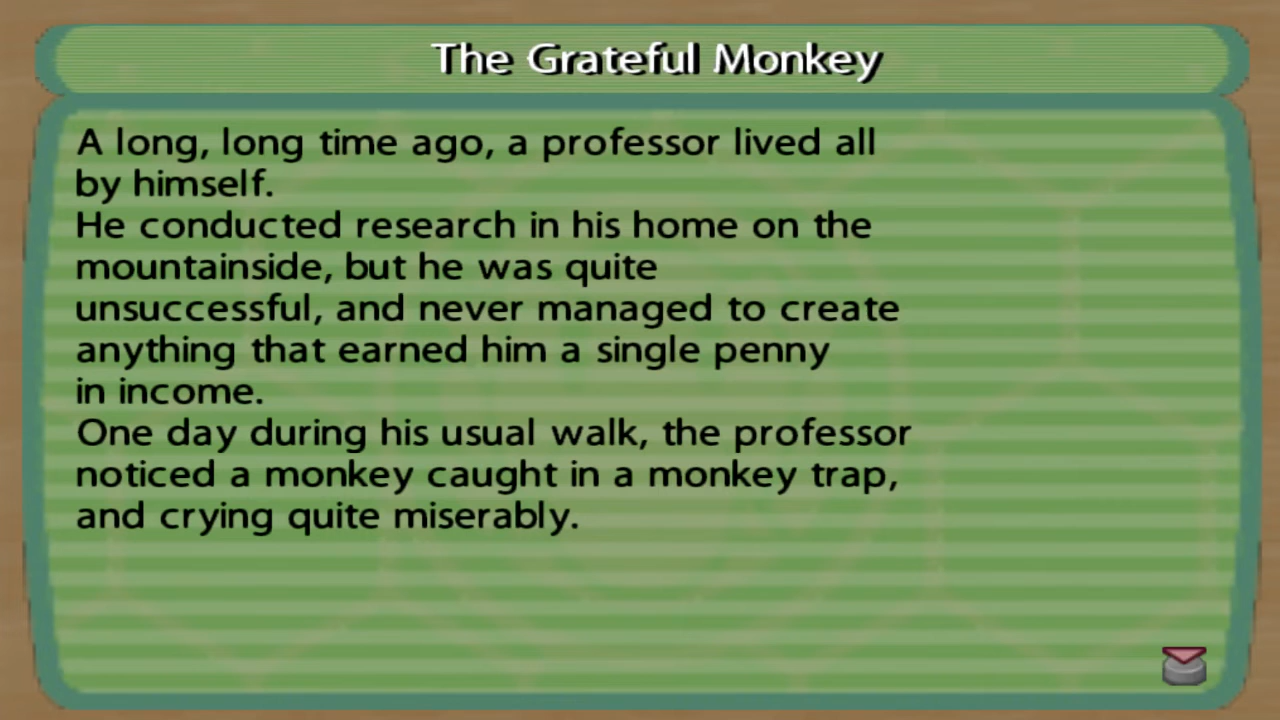 The Grateful Monkey
A long, long time ago, a professor lived all
by himself.
He conducted research in his home on the
mountainside, but he was quite
unsuccessful, and never managed to create
anything that earned him a single penny
in income.
One day during his usual walk, the professor
noticed a monkey caught in a monkey trap,
and crying quite miserably.